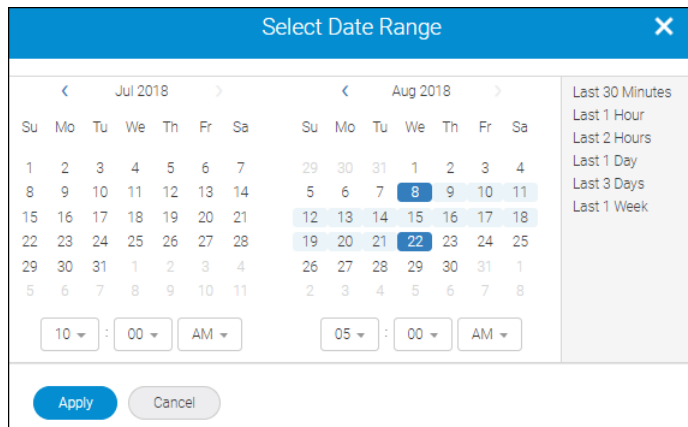 Select Date Range
Jul 2018
Su Mo Tu We Th Fr Sa
1 2 3 4 5 6 7
8 9 10 11 12 13 14
15 16 17 18 19 20 21
22 23 24 25 26 27 28
29 30 31 1 2 3 4
5 6 7 8 9 10 11
10 : 00 AM
Aug 2018
Su Mo Tu We Th Fr Sa
29 30 31 1 2 3 4
5 6 7 8 9 10 11
12 13 14 15 16 17 18
19 20 21 22 23 24 25
26 27 28 29 30 31 1
2 3 4 5 6 7 8
05 : 00 AM
Last 30 Minutes
Last 1 Hour
Last 2 Hours
Last 1 Day
Last 3 Days
Last 1 Week
Apply
Cancel